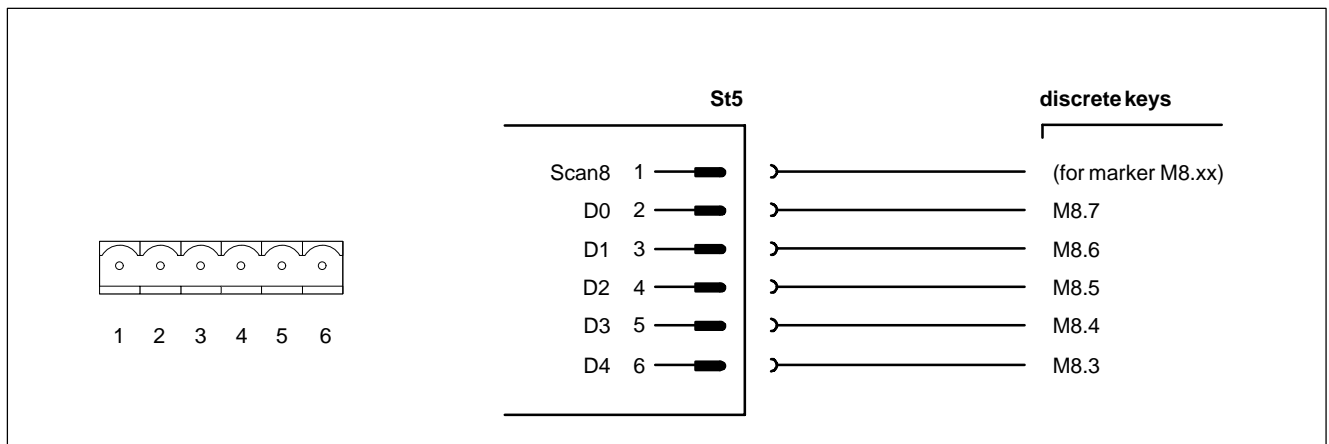 St5 discrete keys
Scan8 1 (for marker M8.xx)
D0 2 M8.7
D1 3 M8.6
D2 4 M8.5
D3 5 M8.4
D4 6 M8.3
1 2 3 4 5 6